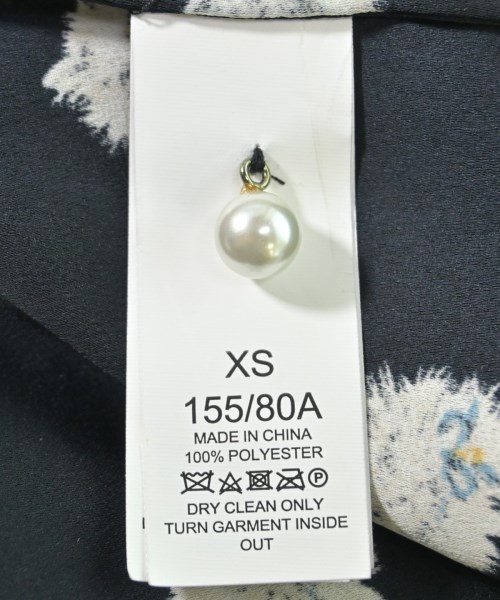 XS
155/80A
MADE IN CHINA
100% POLYESTER
DRY CLEAN ONLY
TURN GARMENT INSIDE
OUT